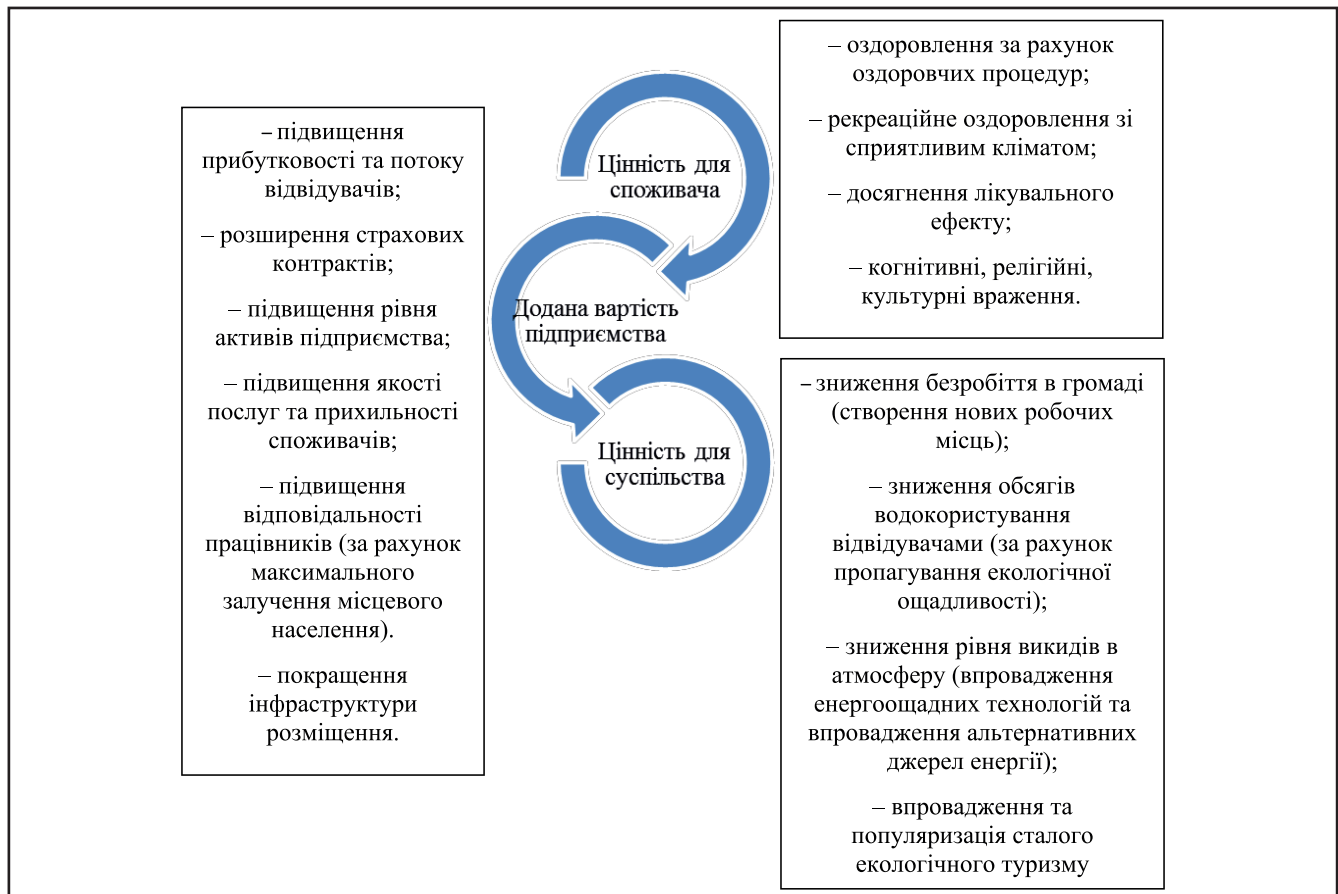 – підвищення
прибутковості та потоку
відвідувачів;
– розширення страхових
контрактів;
– підвищення рівня
активів підприємства;
– підвищення якості
послуг та прихильності
споживачів;
– підвищення
відповідальності
працівників (за рахунок
максимального
залучення місцевого
населення).
– покращення
інфраструктури
розміщення.
Цінність для
споживача
Додана вартість
підприємства
Цінність для
суспільства
– оздоровлення за рахунок
оздоровчих процедур;
– рекреаційне оздоровлення зі
сприятливим кліматом;
– досягнення лікувального
ефекту;
– когнітивні, релігійні,
культурні враження.
– зниження безробіття в громаді
(створення нових робочих
місць);
– зниження обсягів
водокористування
відвідувачами (за рахунок
пропагування екологічної
ощадливості);
– зниження рівня викидів в
атмосферу (впровадження
енергоощадних технологій та
впровадження альтернативних
джерел енергії);
– впровадження та
популяризація сталого
екологічного туризму